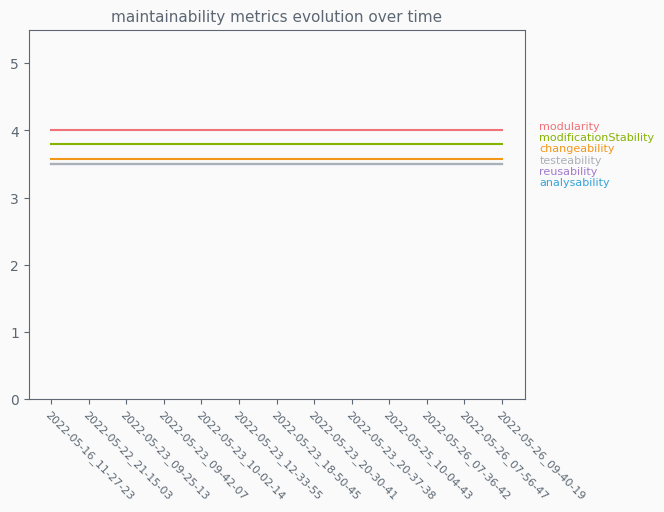 maintainability metrics evolution over time
5
4
3
2
1
0
modularity
modificationStability
changeability
testeability
reusability
analysability
2022-05-16_11-27-23
2022-05-22_21-15-03
2022-05-23_09-25-13
2022-05-23_09-42-07
2022-05-23_10-02-14
2022-05-23_12-33-55
2022-05-23_18-50-45
2022-05-23_20-30-41
2022-05-23_20-37-38
2022-05-25_10-04-43
2022-05-26_07-36-42
2022-05-26_07-56-47
2022-05-26_09-40-19